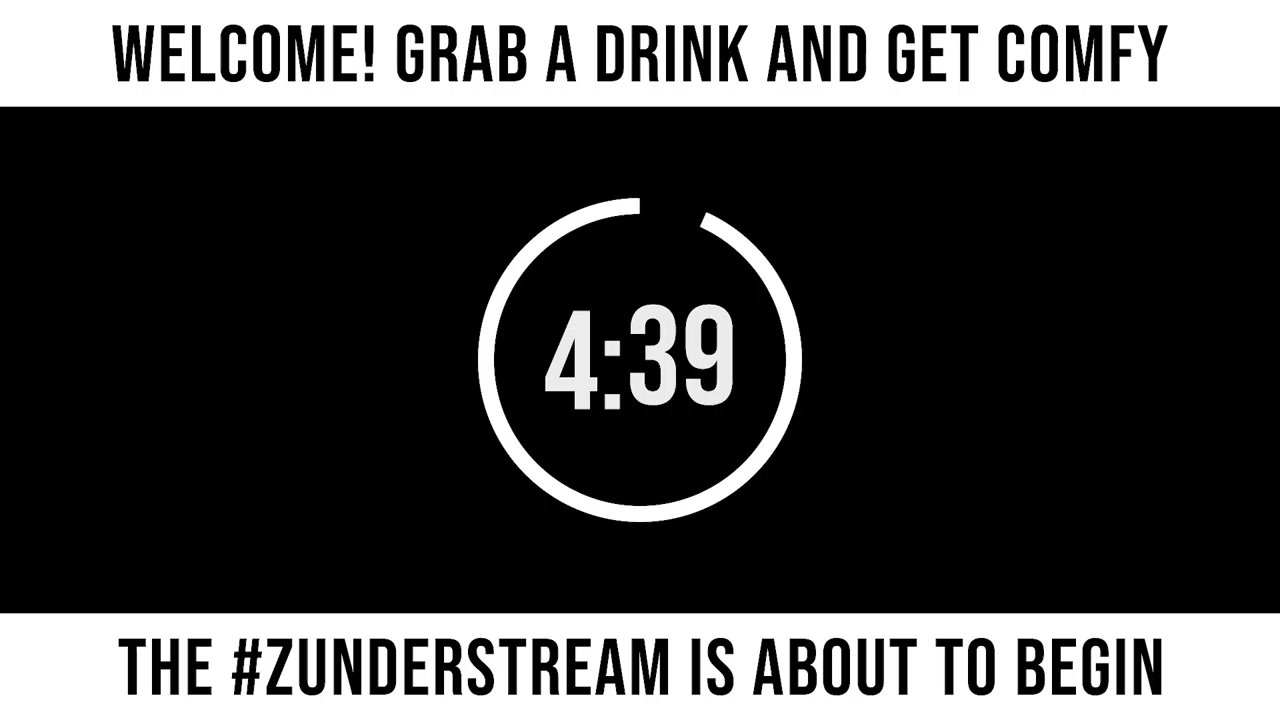 WELCOME! GRAB A DRINK AND GET COMFY
4:39
THE #ZUNDERSTREAM IS ABOUT TO BEGIN